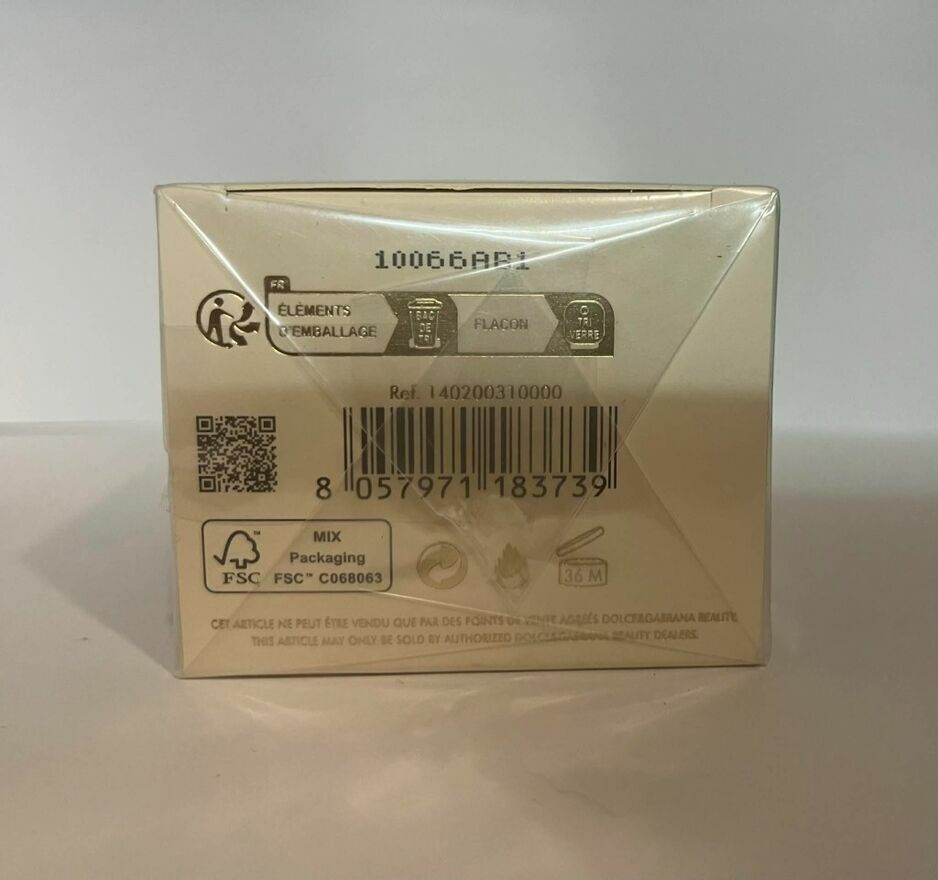 10066AB1
FR
ÉLÉMENTS
D'EMBALLAGE
BAC
DE
TRI
FLACON
TRI
VERRE
Ref. 140200310000
8 057971 183739
MIX
Packaging
FSC™ C068063
FSC
36 M
CET ARTICLE NE PEUT ÊTRE VENDU QUE PAR DES POINTS DE VENTE AGRÉÉS DOLCE&GABBANA BEAUTÉ
THIS ARTICLE MAY ONLY BE SOLD BY AUTHORIZED DOLCE&GABBANA BEAUTY DEALERS.